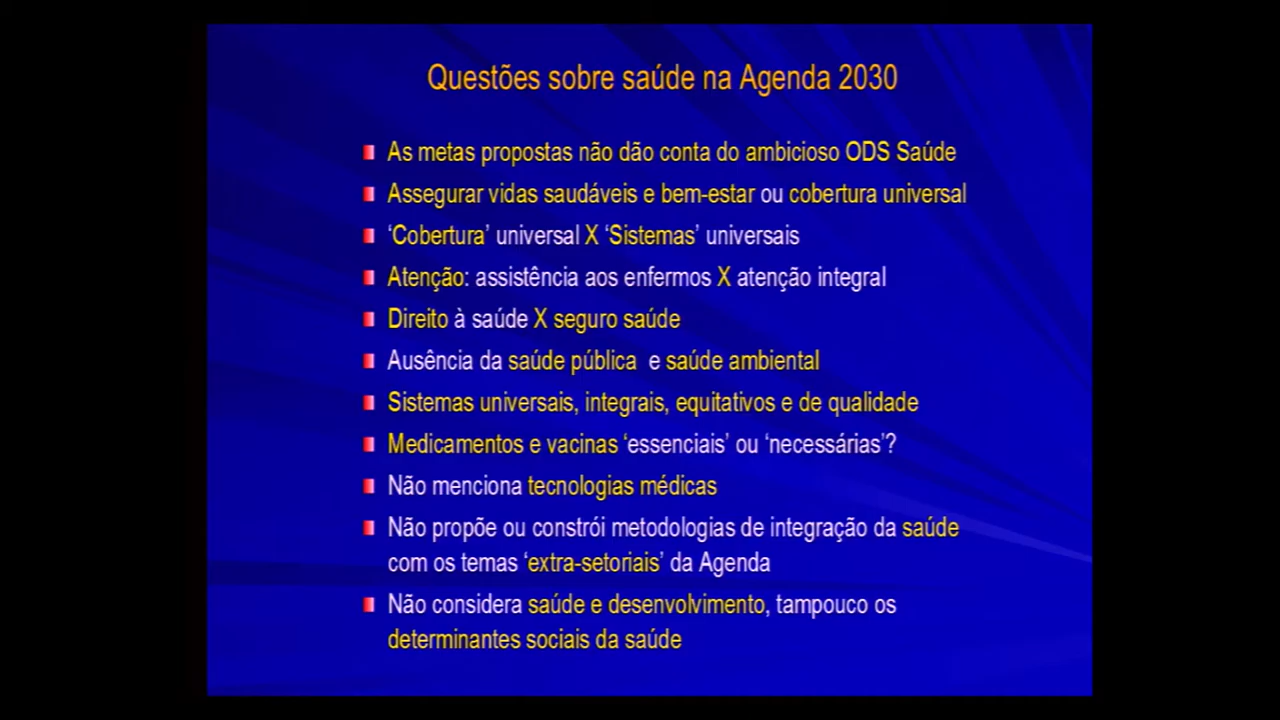 Questões sobre saúde na Agenda 2030
As metas propostas não dão conta do ambicioso ODS Saúde
Assegurar vidas saudáveis e bem-estar ou cobertura universal
‘Cobertura’ universal X ‘Sistemas’ universais
Atenção: assistência aos enfermos X atenção integral
Direito à saúde X seguro saúde
Ausência da saúde pública e saúde ambiental
Sistemas universais, integrais, equitativos e de qualidade
Medicamentos e vacinas ‘essenciais’ ou ‘necessárias’?
Não menciona tecnologias médicas
Não propõe ou constrói metodologias de integração da saúde
com os temas ‘extra-setoriais’ da Agenda
Não considera saúde e desenvolvimento, tampouco os
determinantes sociais da saúde